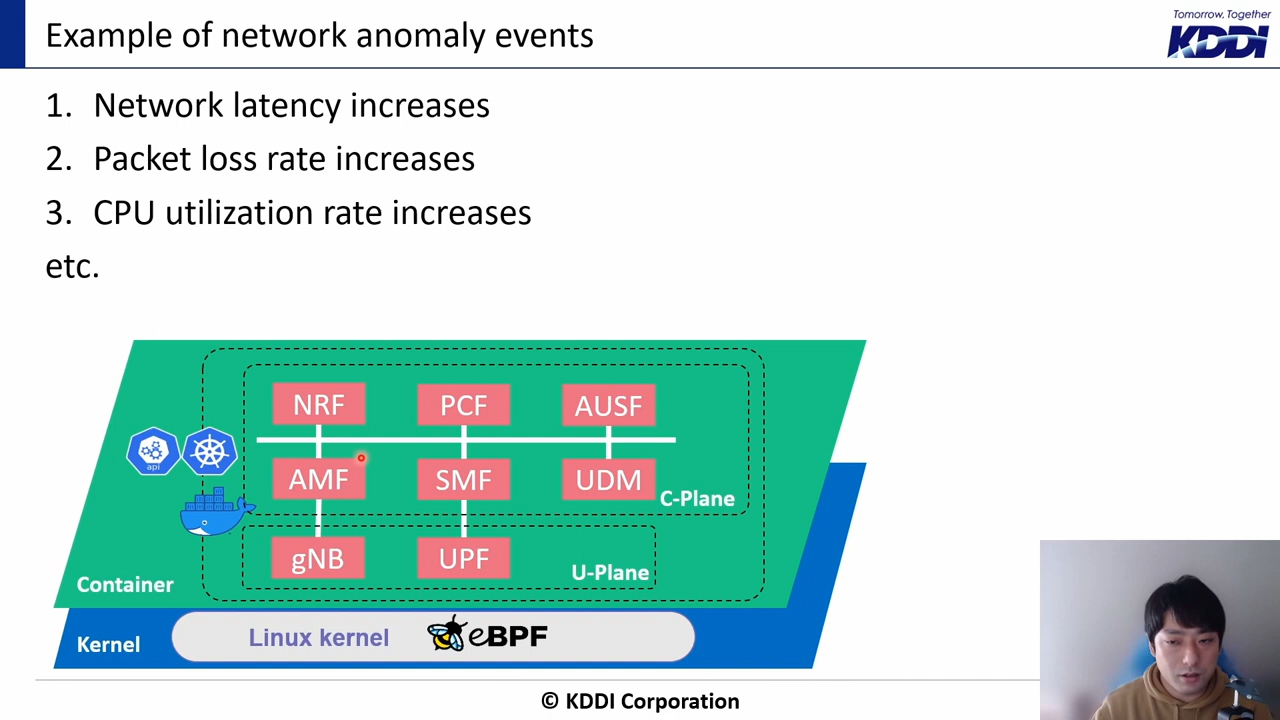 Example of network anomaly events
Tomorrow, Together
KDDI
1. Network latency increases
2. Packet loss rate increases
3. CPU utilization rate increases
etc.
NRF PCF AUSF
api
AMF SMF UDM
C-Plane
gNB UPF
U-Plane
Container
Kernel
Linux kernel eBPF
© KDDI Corporation